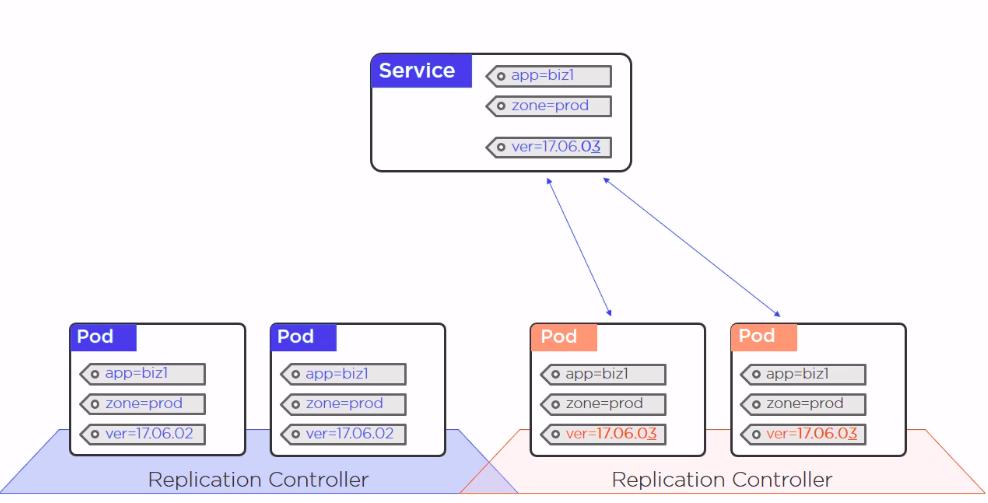 Service
app=biz1
zone=prod
ver=17.06.03
Pod
app=biz1
zone=prod
ver=17.06.02
Pod
app=biz1
zone=prod
ver=17.06.02
Pod
app=biz1
zone=prod
ver=17.06.03
Pod
app=biz1
zone=prod
ver=17.06.03
Replication Controller
Replication Controller